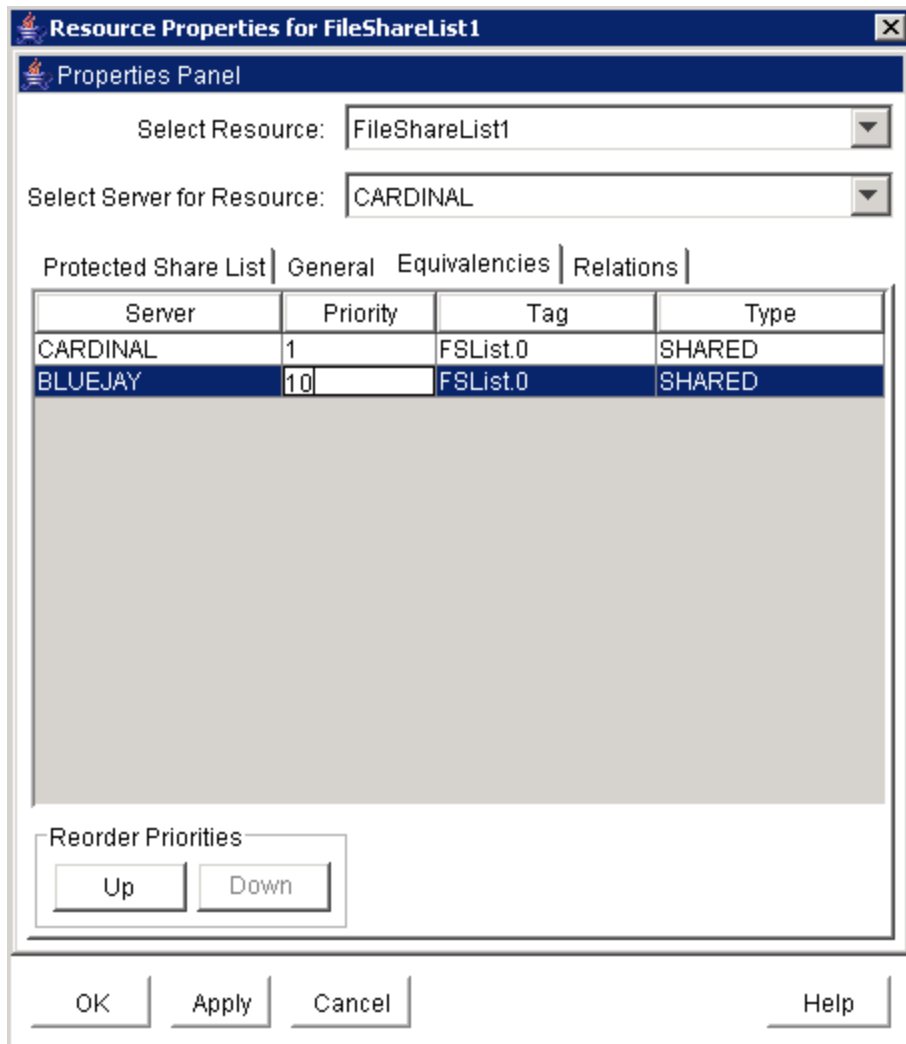 Resource Properties for FileShareList1
Properties Panel
Select Resource: FileShareList1
Select Server for Resource: CARDINAL
Protected Share List General Equivalencies Relations
Server Priority Tag Type
CARDINAL 1 FSList.0 SHARED
BLUEJAY 10 FSList.0 SHARED
Reorder Priorities
Up Down
OK Apply Cancel Help